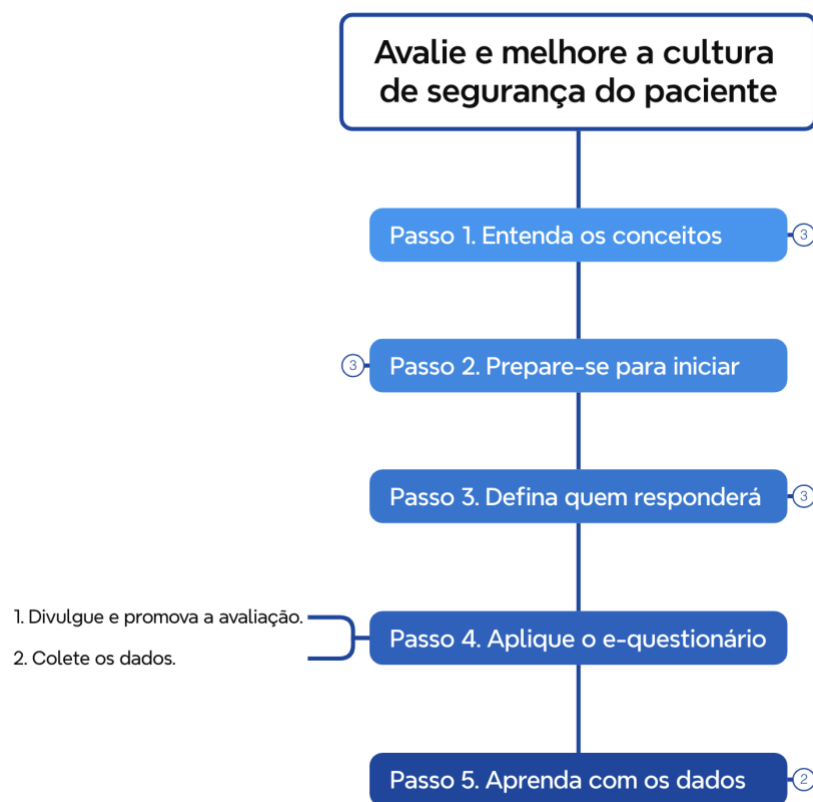 Avalie e melhore a cultura
de segurança do paciente
Passo 1. Entenda os conceitos
3
3
Passo 2. Prepare-se para iniciar
Passo 3. Defina quem responderá
3
1. Divulgue e promova a avaliação.
2. Colete os dados.
Passo 4. Aplique o e-questionário
Passo 5. Aprenda com os dados
2